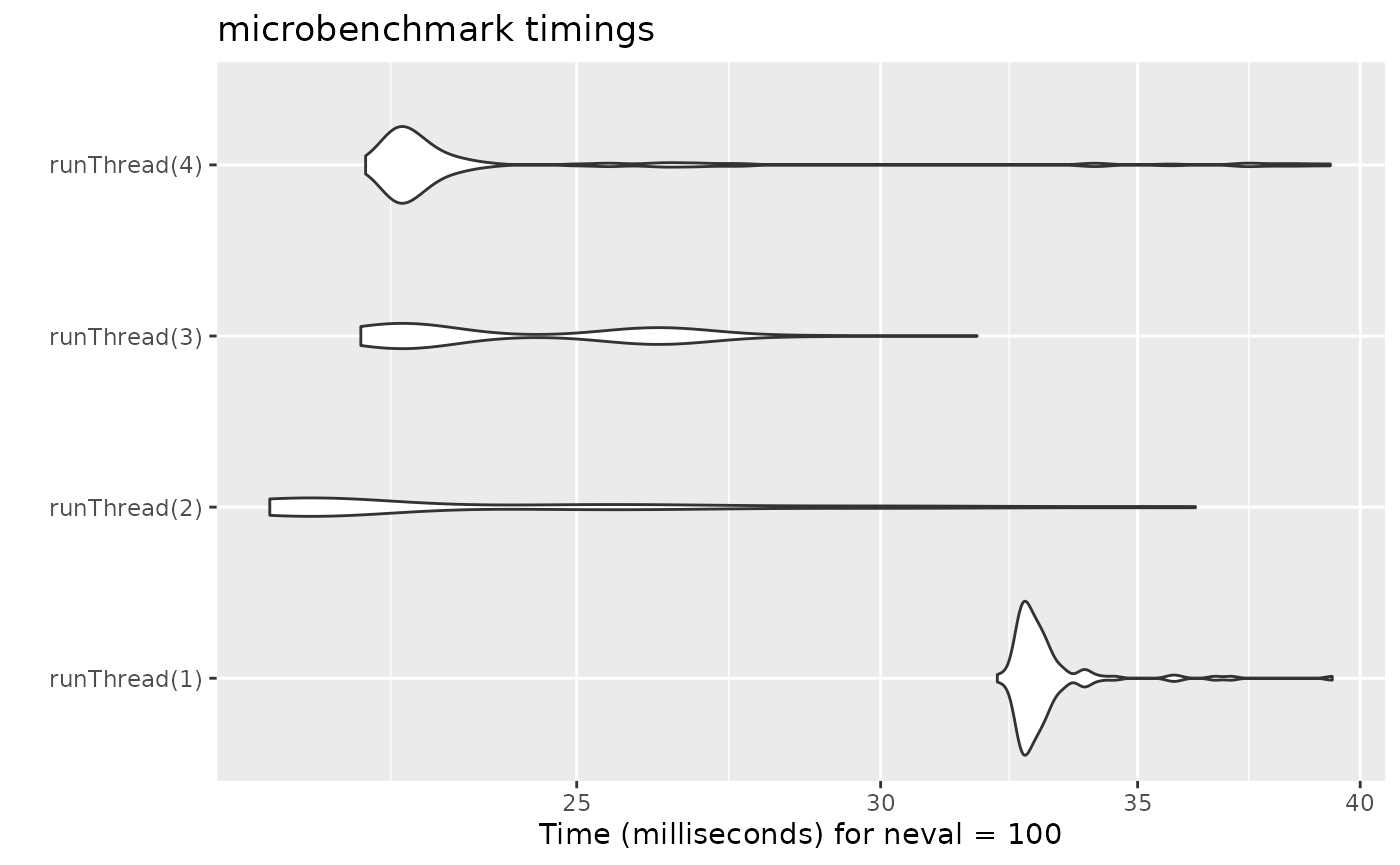 microbenchmark timings
runThread(4)
runThread(3)
runThread(2)
runThread(1)
25 30 35 40
Time (milliseconds) for neval = 100